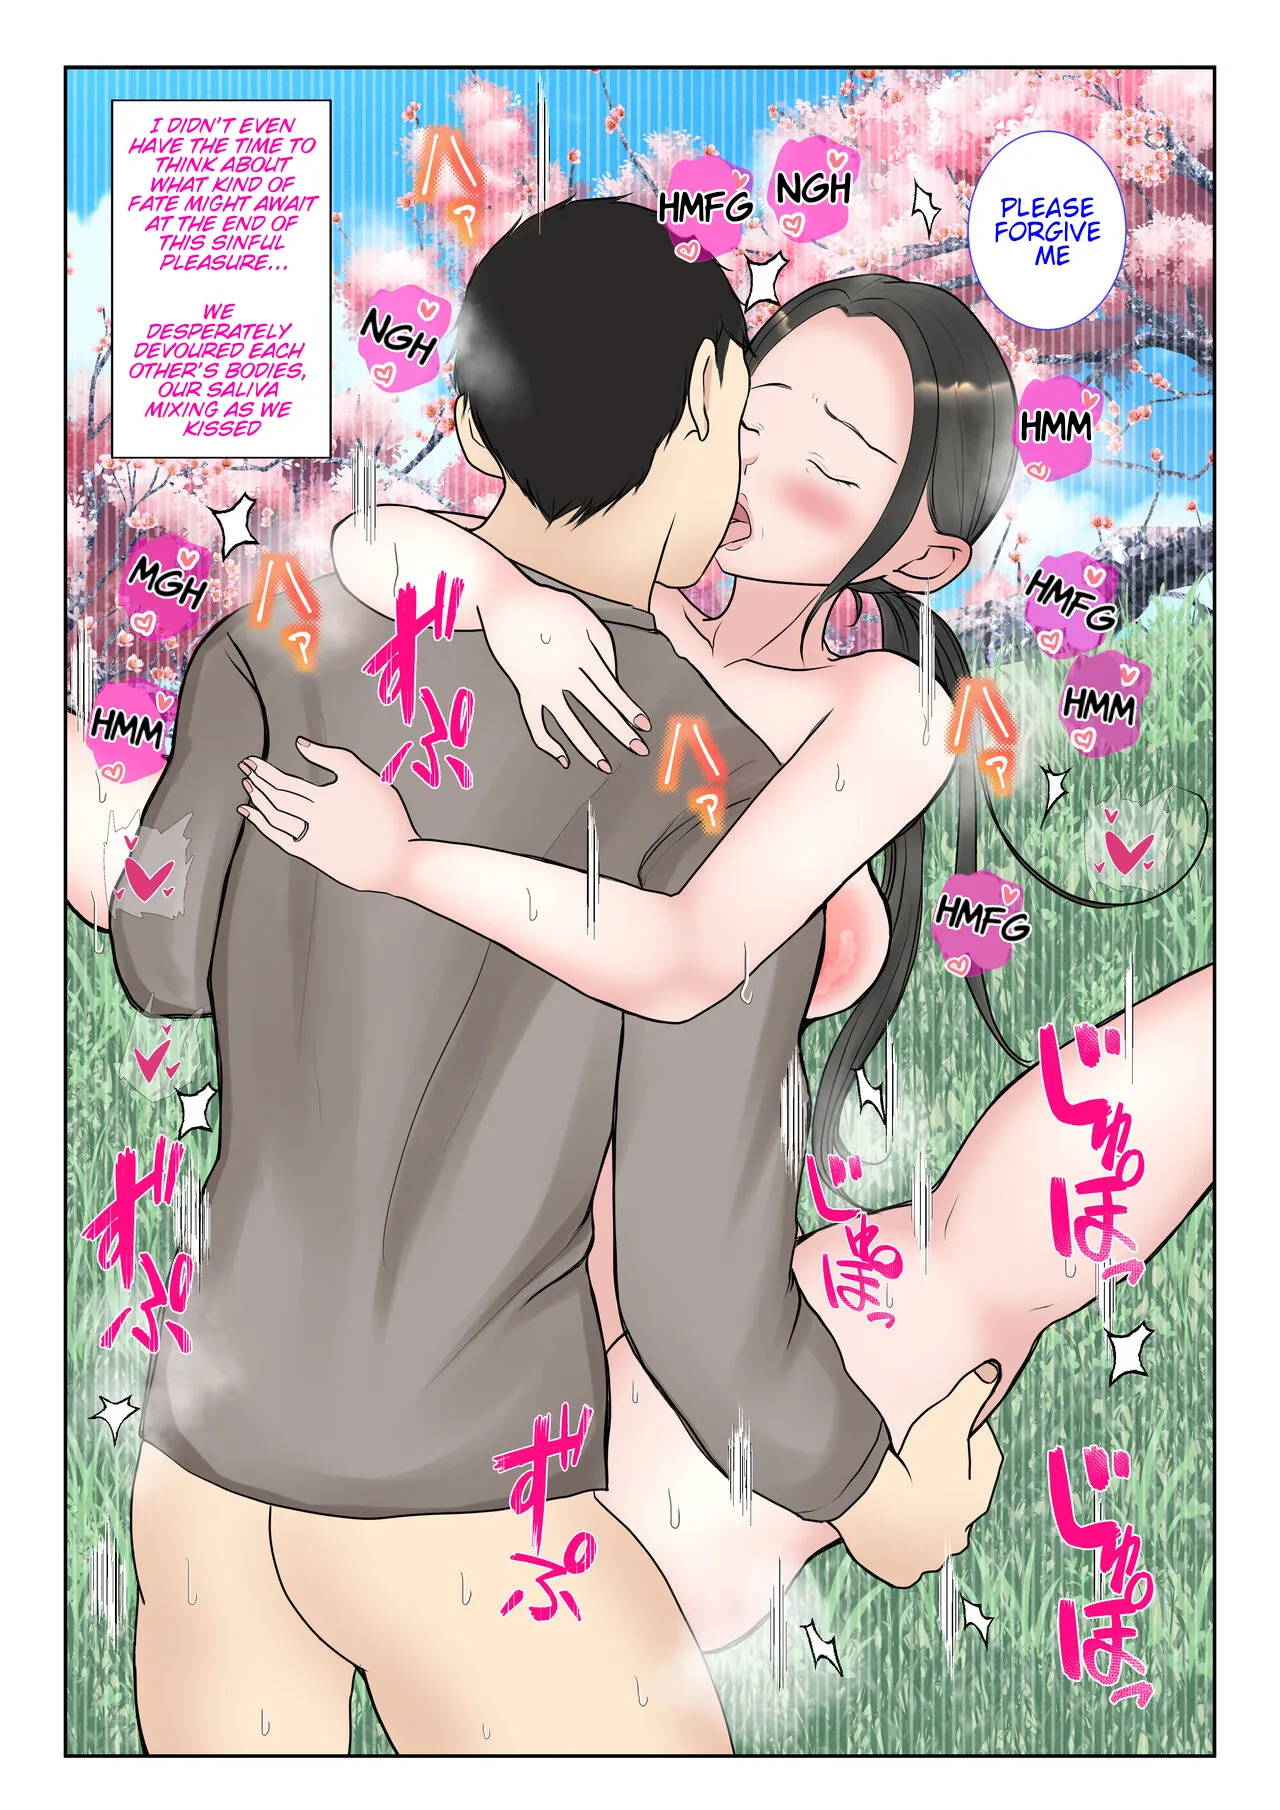 I DIDN'T EVEN
HAVE THE TIME TO
THINK ABOUT
WHAT KIND OF
FATE MIGHT AWAIT
AT THE END OF
THIS SINFUL
PLEASURE...
WE
DESPERATELY
DEVOURED EACH
OTHER'S BODIES,
OUR SALIVA
MIXING AS WE
KISSED
ハァ
HMFG
NGH
PLEASE
FORGIVE
ME
NGH
HMM
MGH
ハァ
ずぷ
HMFG
HMM
HMM
ハァ
ハァ
HMFG
じゅぽっ
ずぷ
じゅぽっ
ずぷ
じゅぽっ